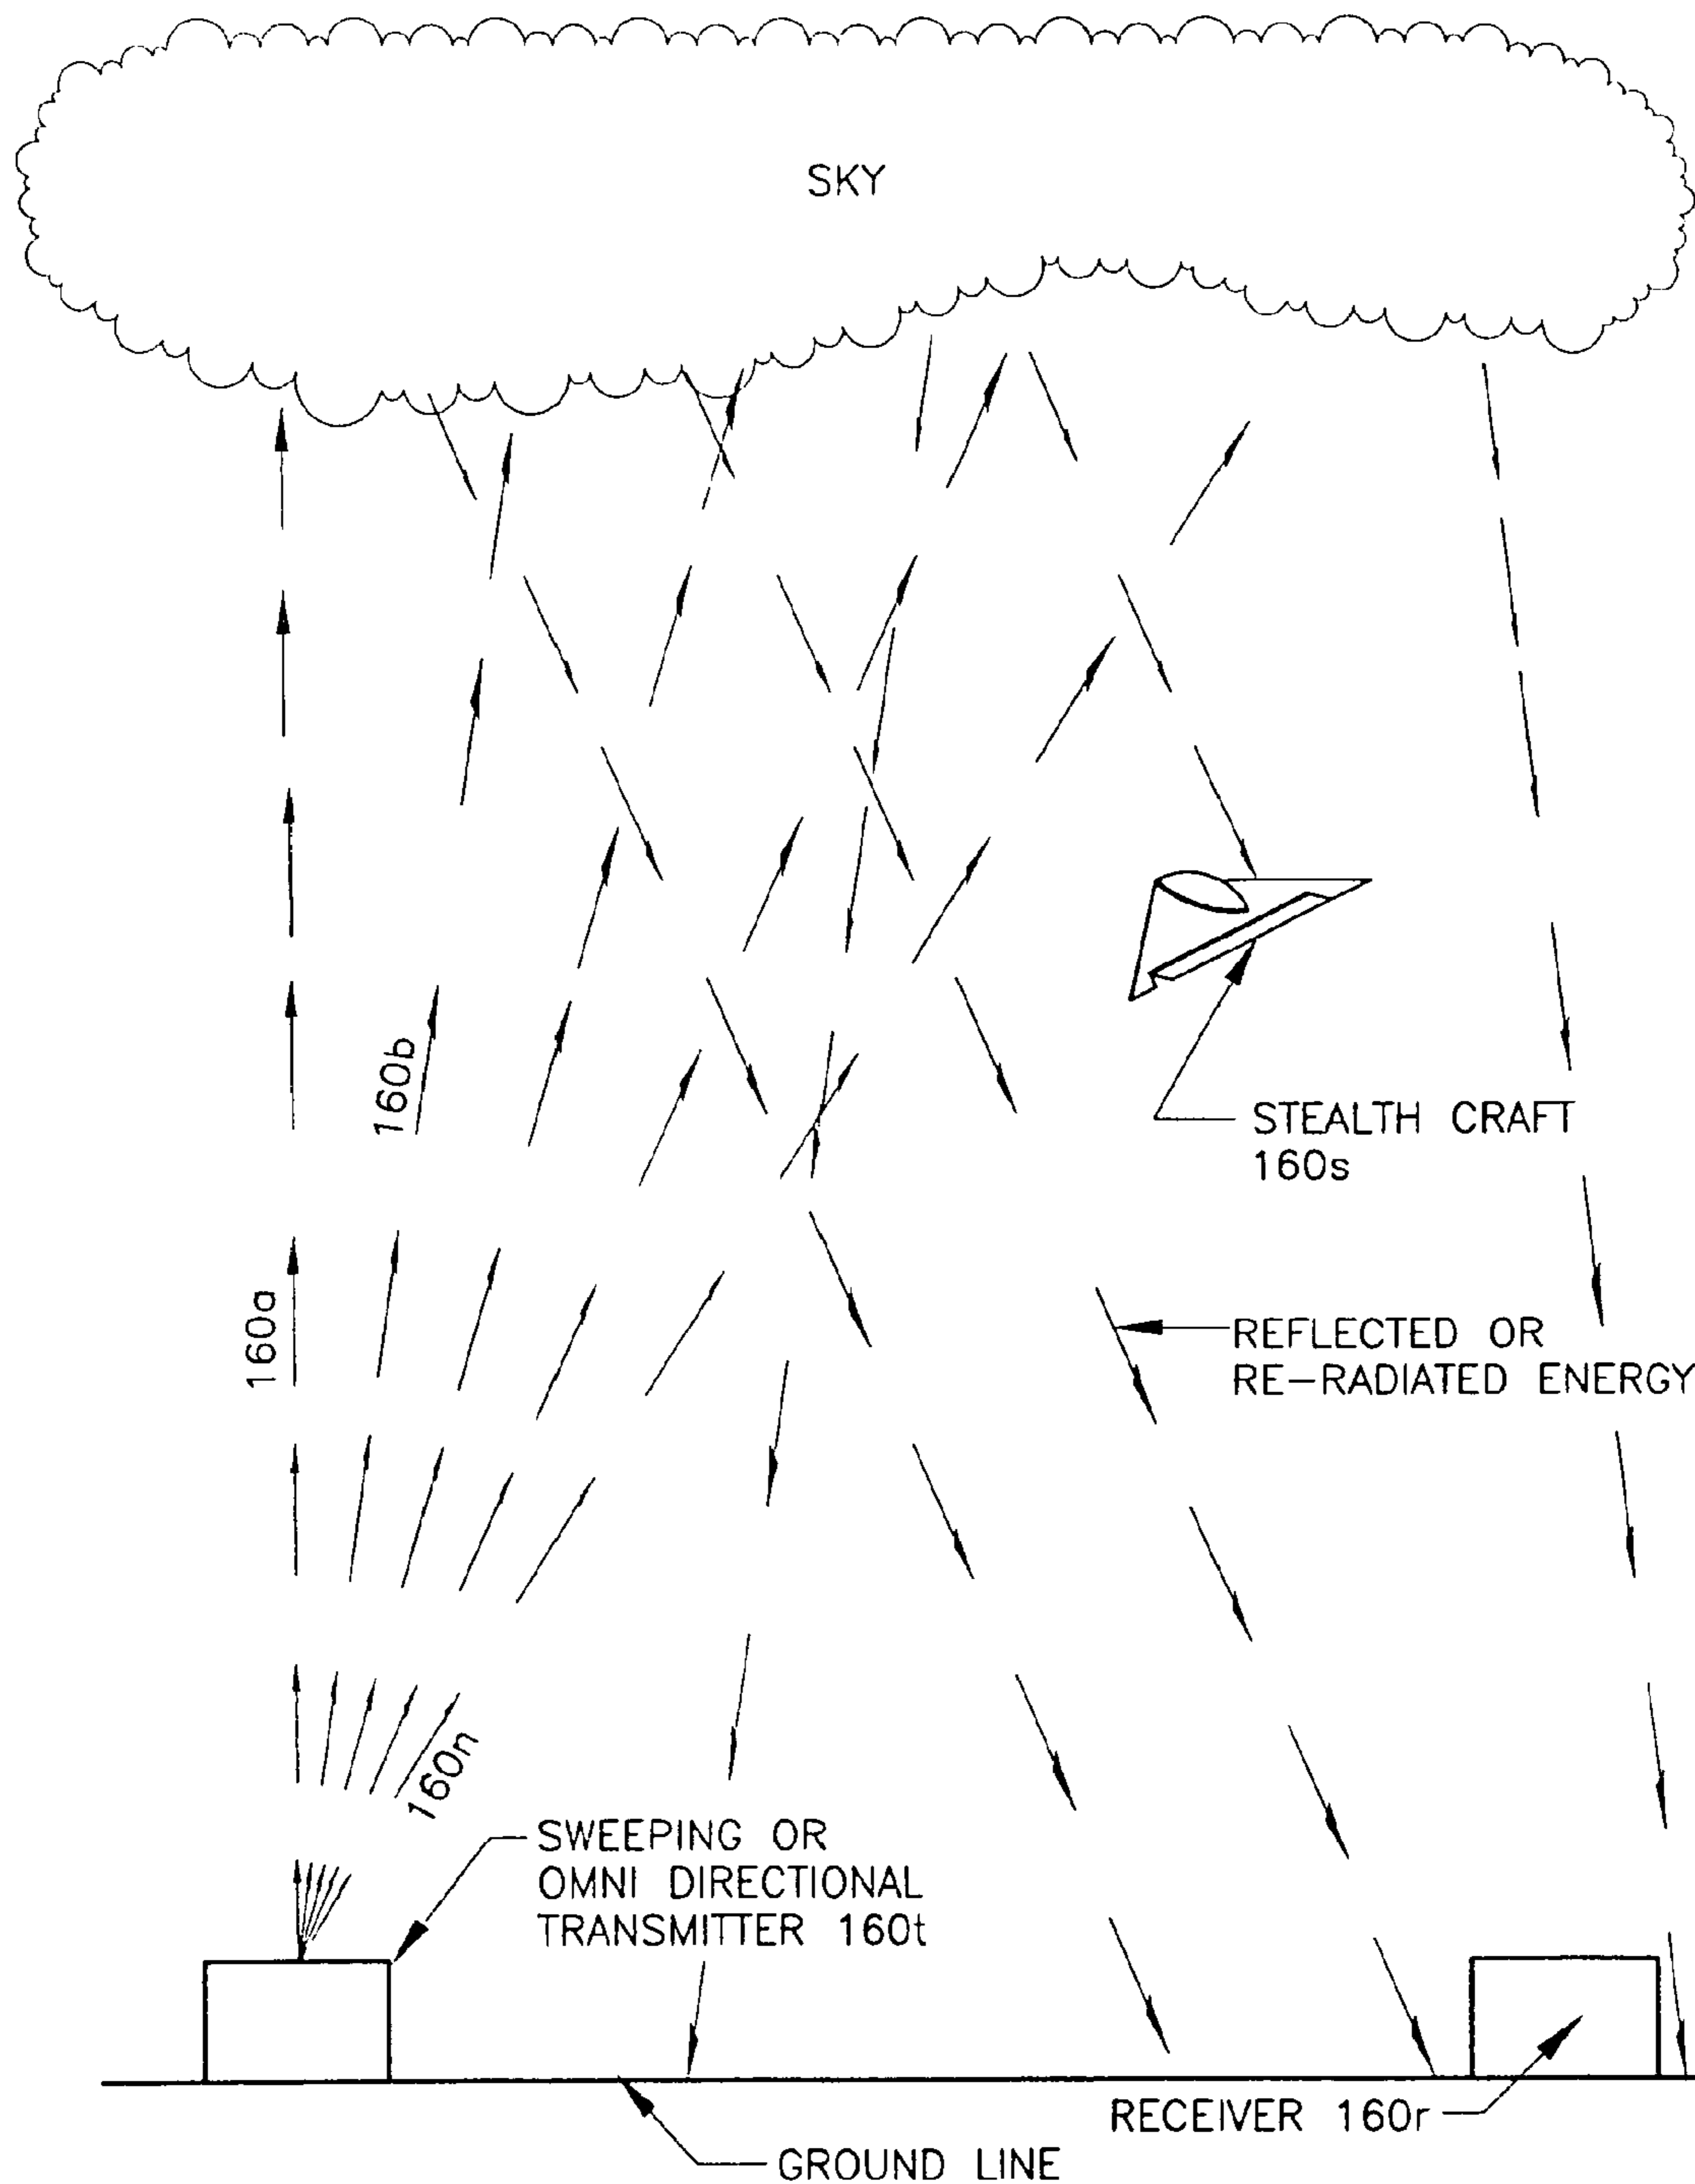 SKY
160b
STEALTH CRAFT
160s
160a
REFLECTED OR
RE-RADIATED ENERGY
160n
SWEEPING OR
OMNI DIRECTIONAL
TRANSMITTER 160t
RECEIVER 160r
GROUND LINE